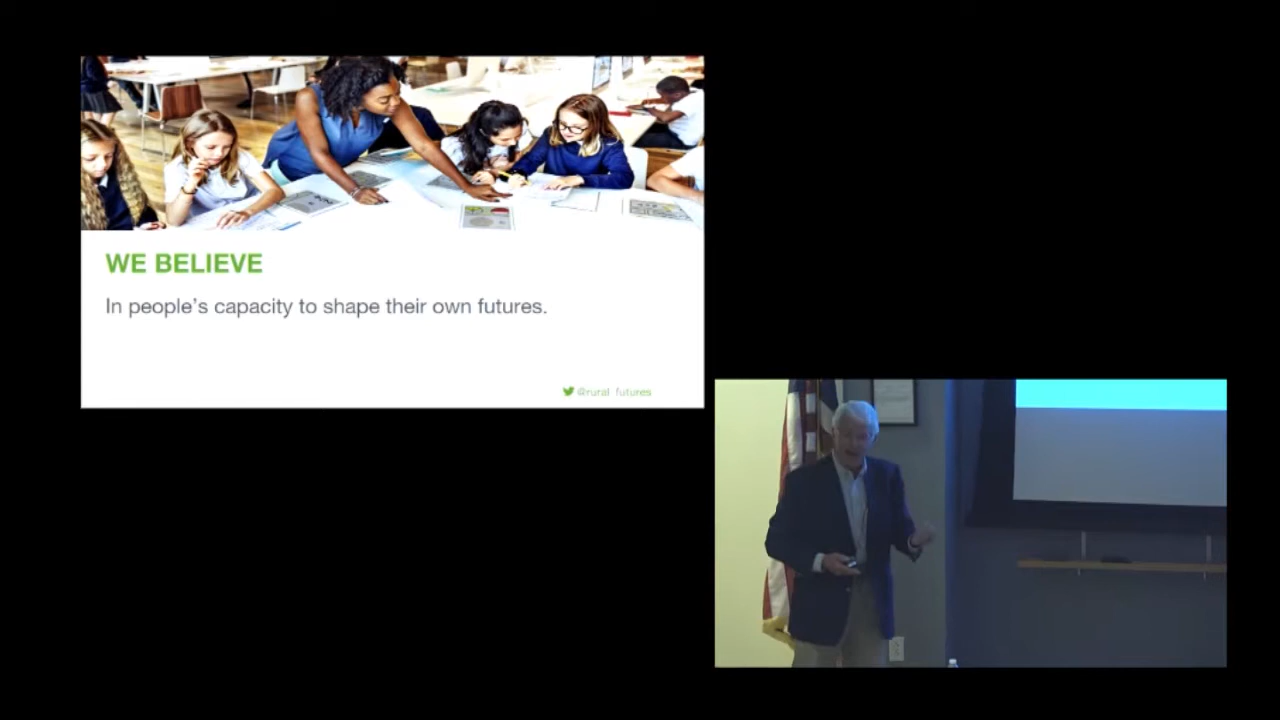 WE BELIEVE
In people's capacity to shape their own futures.
@rural_futures